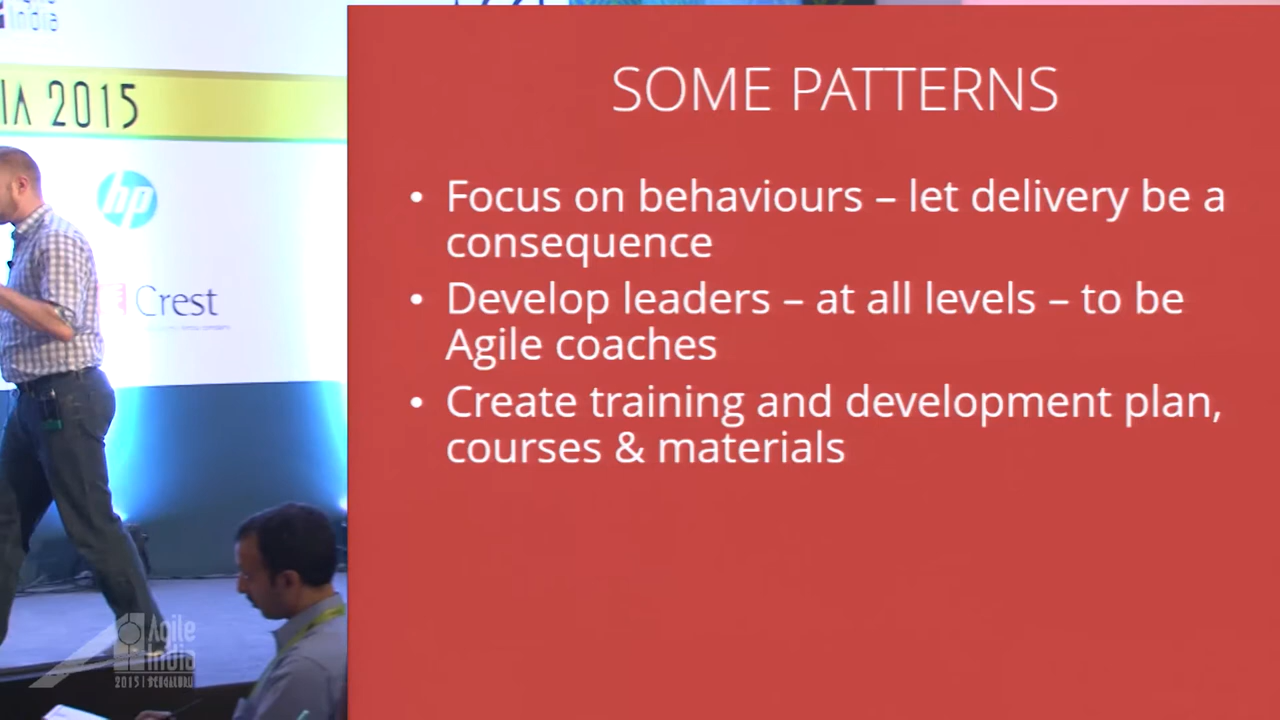 India
IA 2015
hp
Crest
SOME PATTERNS
• Focus on behaviours – let delivery be a
consequence
• Develop leaders – at all levels – to be
Agile coaches
• Create training and development plan,
courses & materials
Agile
India
2015 | BENGALURU